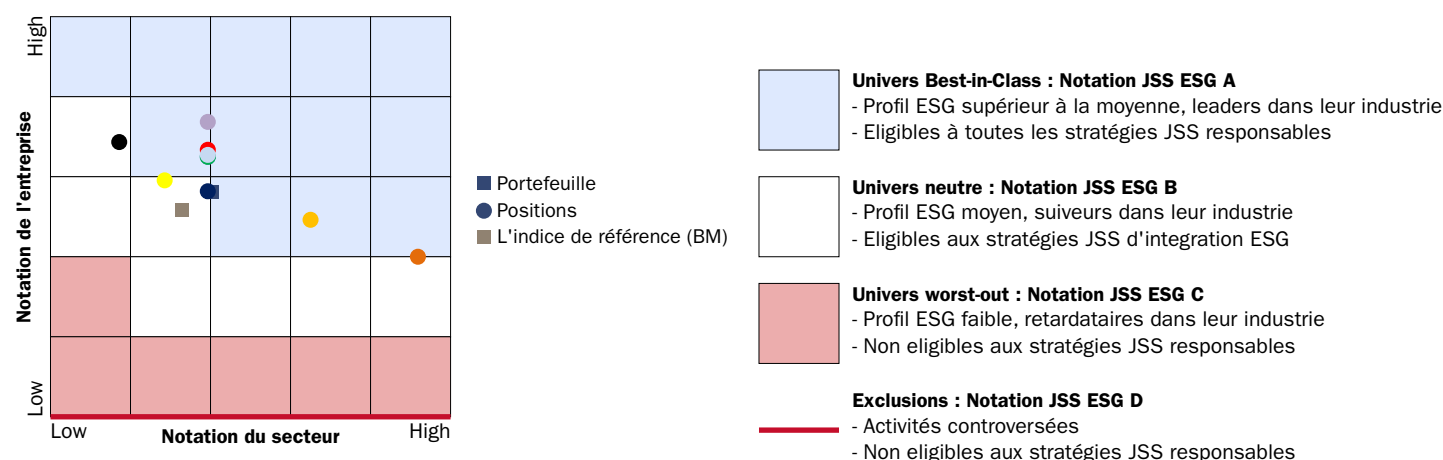 High
Notation de l'entreprise
Low
Low
Notation du secteur
High
Portefeuille
Positions
L'indice de référence (BM)
Univers Best-in-Class : Notation JSS ESG A
- Profil ESG supérieur à la moyenne, leaders dans leur industrie
- Eligibles à toutes les stratégies JSS responsables
Univers neutre : Notation JSS ESG B
- Profil ESG moyen, suiveurs dans leur industrie
- Eligibles aux stratégies JSS d'integration ESG
Univers worst-out : Notation JSS ESG C
- Profil ESG faible, retardataires dans leur industrie
- Non eligibles aux stratégies JSS responsables
Exclusions : Notation JSS ESG D
- Activités controversées
- Non eligibles aux stratégies JSS responsables